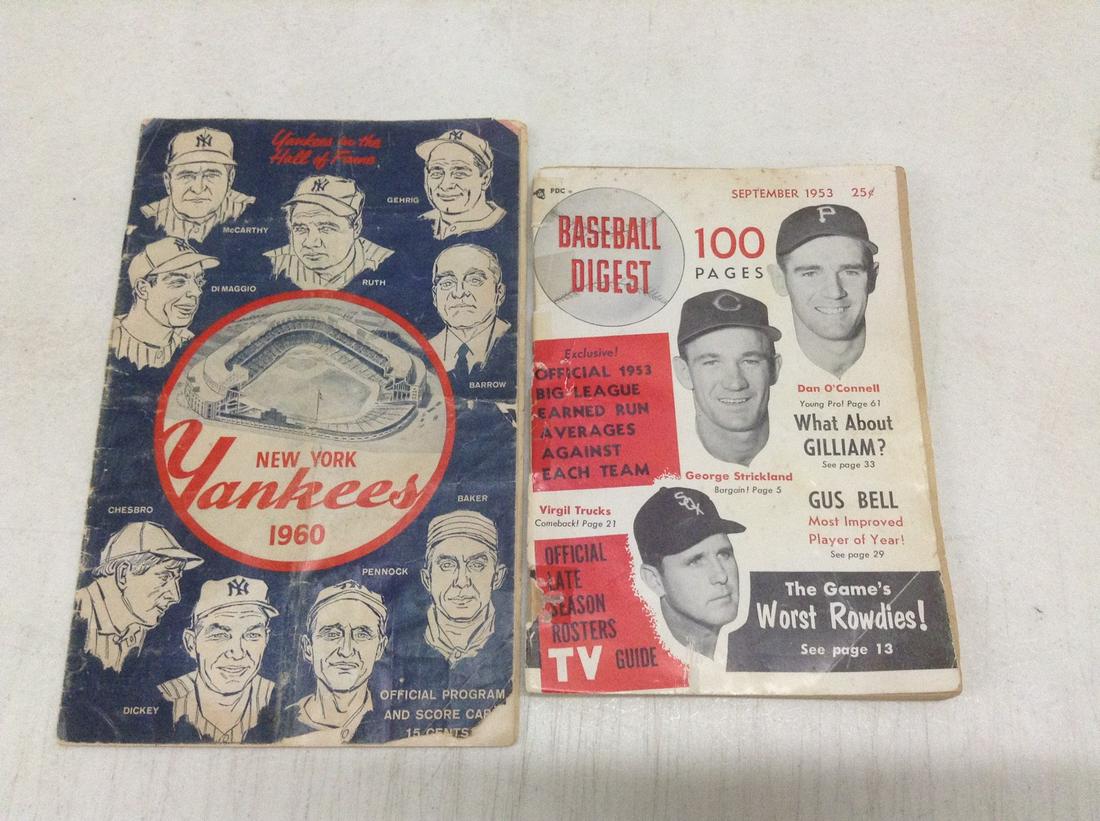 Yankees in the
Hall of Fame
McCARTHY
GEHRIG
RUTH
DI MAGGIO
BARROW
NEW YORK
Yankees
1960
CHESBRO
BAKER
PENNOCK
DICKEY
OFFICIAL PROGRAM
AND SCORE CAR
15 CENTS
PDC
SEPTEMBER 1953 25¢
BASEBALL
DIGEST
100
PAGES
P
C
Exclusive!
OFFICIAL 1953
BIG LEAGUE
EARNED RUN
AVERAGES
AGAINST
EACH TEAM
Dan O'Connell
Young Pro! Page 61
What About
GILLIAM?
See page 33
George Strickland
Bargain! Page 5
GUS BELL
Most Improved
Player of Year!
See page 29
Virgil Trucks
Comeback! Page 21
SOX
OFFICIAL
LATE
SEASON
ROSTERS
TV GUIDE
The Game's
Worst Rowdies!
See page 13